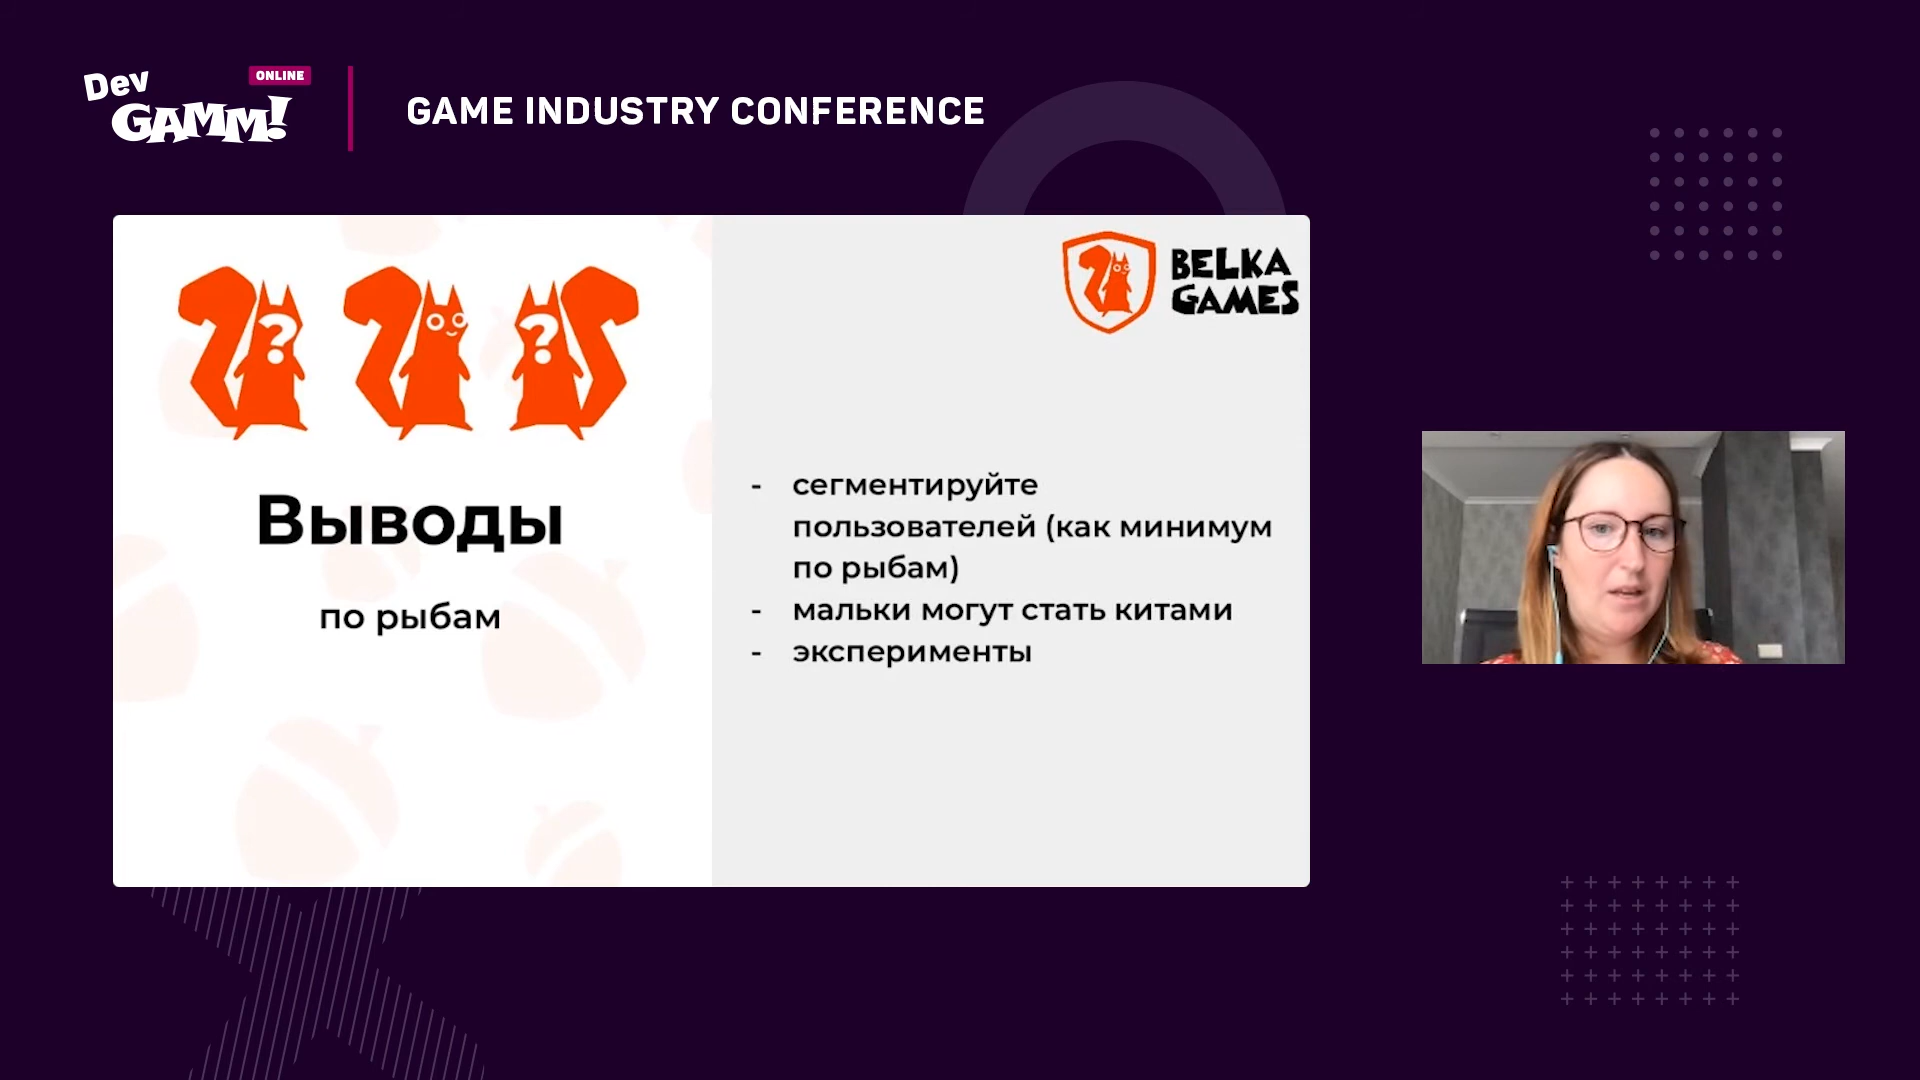 Dev
GAMM!
ONLINE
GAME INDUSTRY CONFERENCE
? ?
Выводы
по рыбам
BELKA
GAMES
- сегментируйте
пользователей (как минимум
по рыбам)
- мальки могут стать китами
- эксперименты